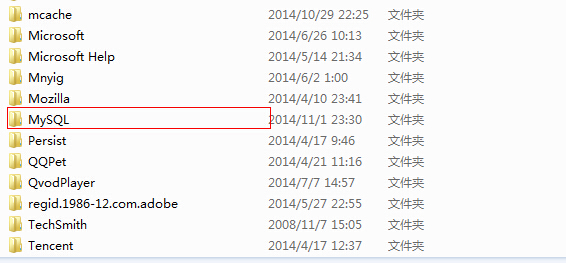 mcache 2014/10/29 22:25 文件夹
Microsoft 2014/6/26 10:13 文件夹
Microsoft Help 2014/5/14 21:34 文件夹
Mnyig 2014/6/2 1:00 文件夹
Mozilla 2014/4/10 23:41 文件夹
MySQL 2014/11/1 23:30 文件夹
Persist 2014/4/17 9:46 文件夹
QQPet 2014/4/21 11:16 文件夹
QvodPlayer 2014/7/7 14:57 文件夹
regid.1986-12.com.adobe 2014/5/27 22:55 文件夹
TechSmith 2008/11/7 15:05 文件夹
Tencent 2014/4/17 12:37 文件夹